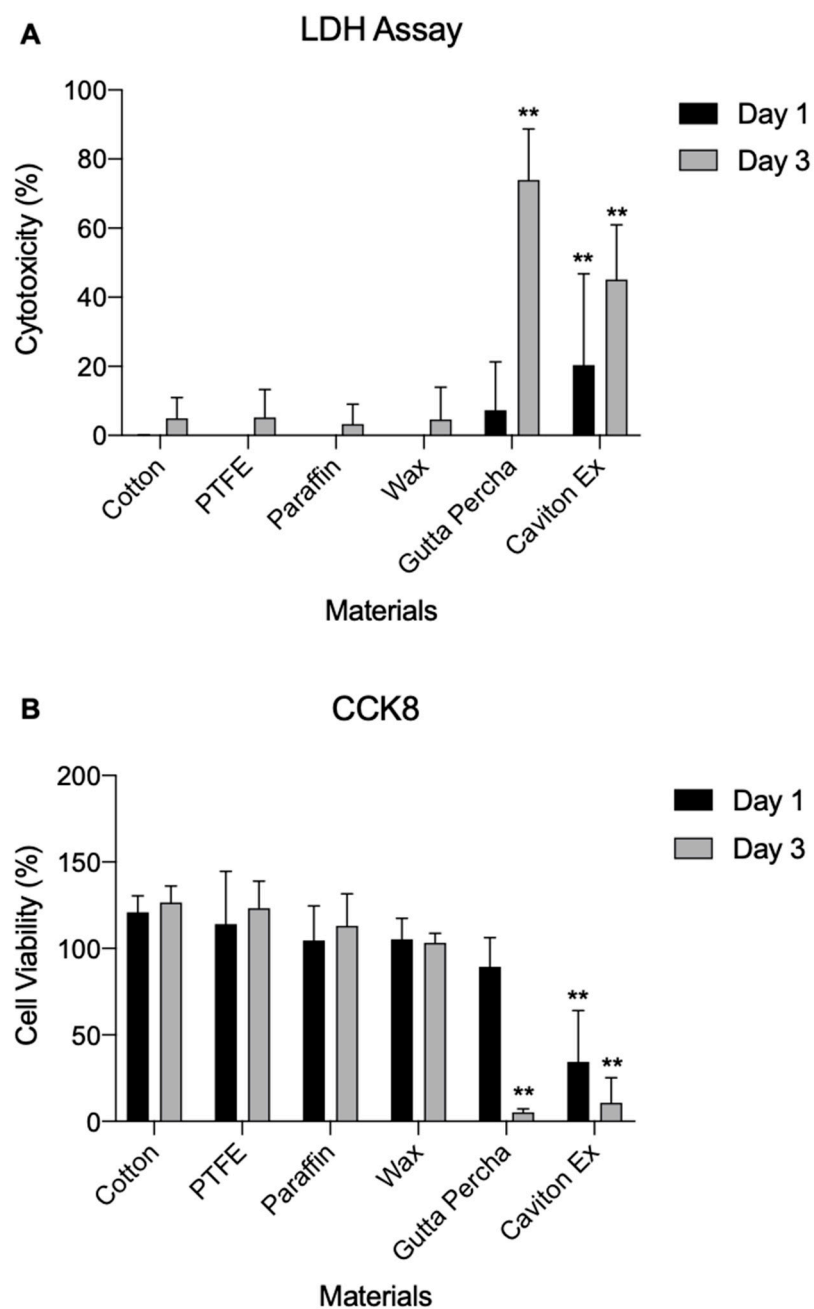 A
LDH Assay
100
80
60
40
20
0
Cytotoxicity (%)
**
**
**
Day 1
Day 3
Cotton
PTFE
Paraffin
Wax
Gutta Percha
Caviton Ex
Materials
B
CCK8
200
150
100
50
0
Cell Viability (%)
**
**
**
Day 1
Day 3
Cotton
PTFE
Paraffin
Wax
Gutta Percha
Caviton Ex
Materials